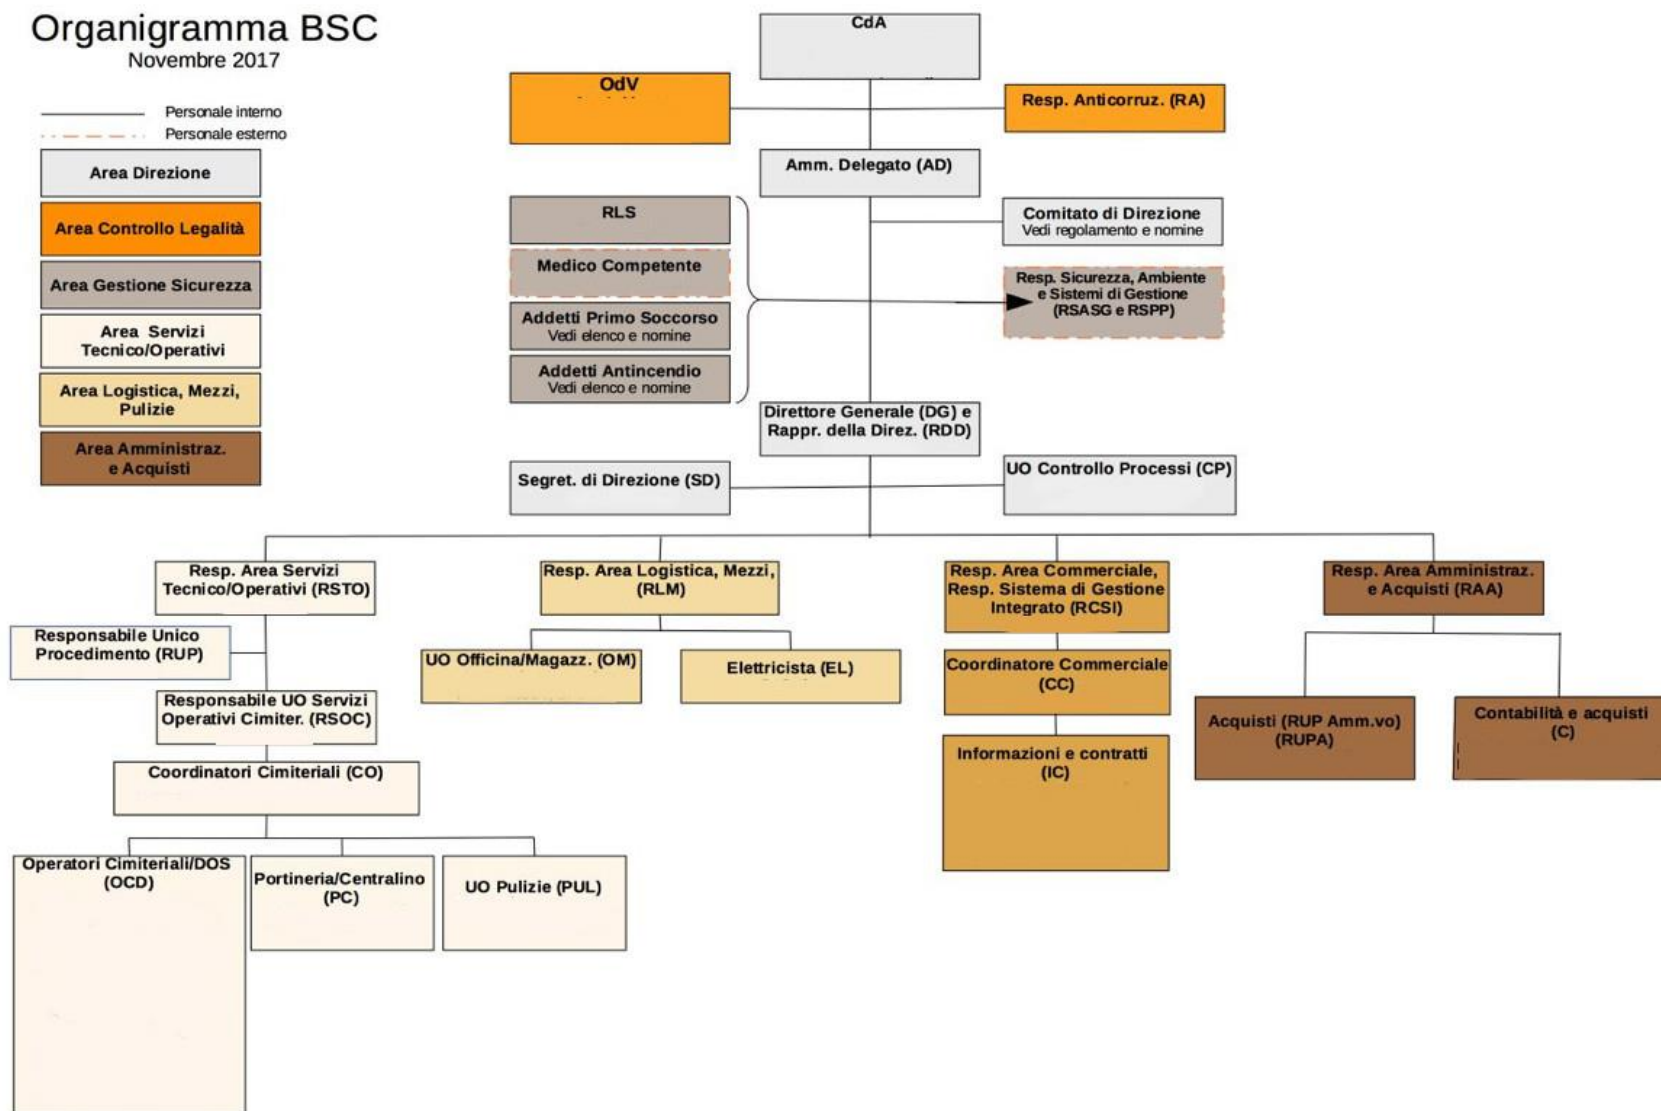 Organigramma BSC
Novembre 2017
Personale interno
Personale esterno
Area Direzione
Area Controllo Legalità
Area Gestione Sicurezza
Area Servizi
Tecnico/Operativi
Area Logistica, Mezzi,
Pulizie
Area Amministraz.
e Acquisti
CdA
OdV
Resp. Anticorruz. (RA)
Amm. Delegato (AD)
RLS
Medico Competente
Addetti Primo Soccorso
Vedi elenco e nomine
Addetti Antincendio
Vedi elenco e nomine
Comitato di Direzione
Vedi regolamento e nomine
Resp. Sicurezza, Ambiente
e Sistemi di Gestione
(RSASG e RSPP)
Direttore Generale (DG) e
Rappr. della Direz. (RDD)
Segret. di Direzione (SD)
UO Controllo Processi (CP)
Resp. Area Servizi
Tecnico/Operativi (RSTO)
Responsabile Unico
Procedimento (RUP)
Responsabile UO Servizi
Operativi Cimiter. (RSOC)
Coordinatori Cimiteriali (CO)
Operatori Cimiteriali/DOS
(OCD)
Portineria/Centralino
(PC)
UO Pulizie (PUL)
Resp. Area Logistica, Mezzi,
(RLM)
UO Officina/Magazz. (OM)
Elettricista (EL)
Resp. Area Commerciale,
Resp. Sistema di Gestione
Integrato (RCSI)
Coordinatore Commerciale
(CC)
Informazioni e contratti
(IC)
Resp. Area Amministraz.
e Acquisti (RAA)
Acquisti (RUP Amm.vo)
(RUPA)
Contabilità e acquisti
(C)